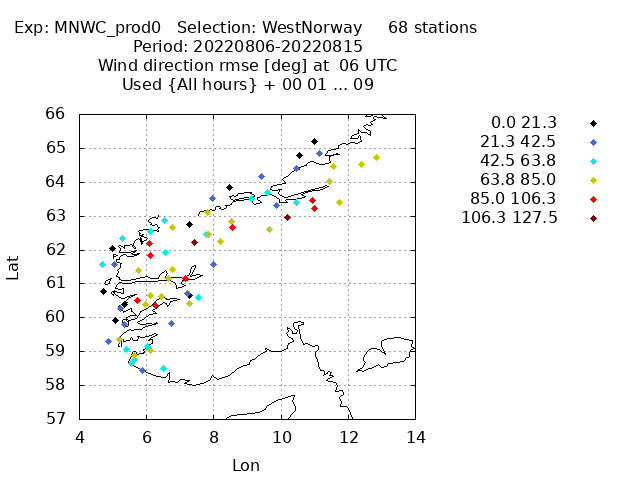 Exp: MNWC_prod0 Selection: WestNorway 68 stations
Period: 20220806-20220815
Wind direction rmse [deg] at 06 UTC
Used {All hours} + 00 01 ... 09
0.0 21.3
21.3 42.5
42.5 63.8
63.8 85.0
85.0 106.3
106.3 127.5
66
65
64
63
62
61
60
59
58
57
Lat
4 6 8 10 12 14
Lon